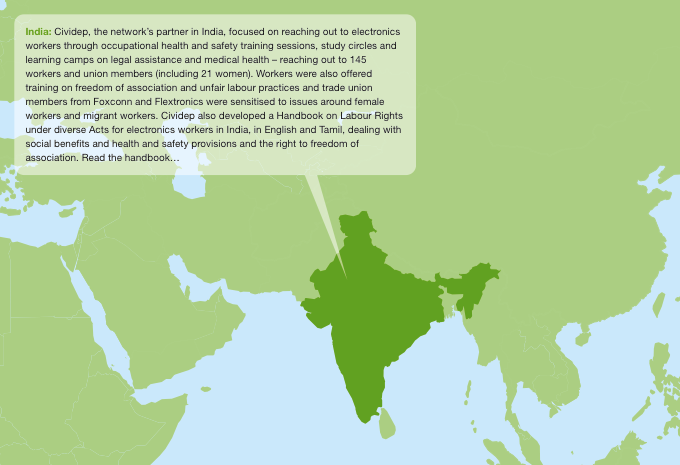 India: Cividep, the network's partner in India, focused on reaching out to electronics
workers through occupational health and safety training sessions, study circles and
learning camps on legal assistance and medical health – reaching out to 145
workers and union members (including 21 women). Workers were also offered
training on freedom of association and unfair labour practices and trade union
members from Foxconn and Flextronics were sensitised to issues around female
workers and migrant workers. Cividep also developed a Handbook on Labour Rights
under diverse Acts for electronics workers in India, in English and Tamil, dealing with
social benefits and health and safety provisions and the right to freedom of
association. Read the handbook…